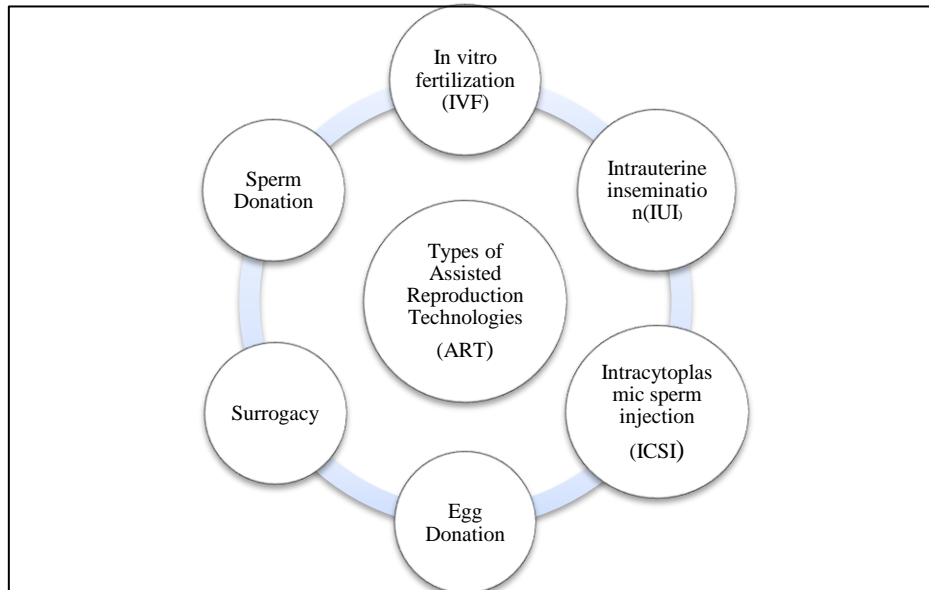 In vitro
fertilization
(IVF)
Intrauterine
inseminatio
n(IUI)
Intracytoplas
mic sperm
injection
(ICSI)
Egg
Donation
Surrogacy
Sperm
Donation
Types of
Assisted
Reproduction
Technologies
(ART)